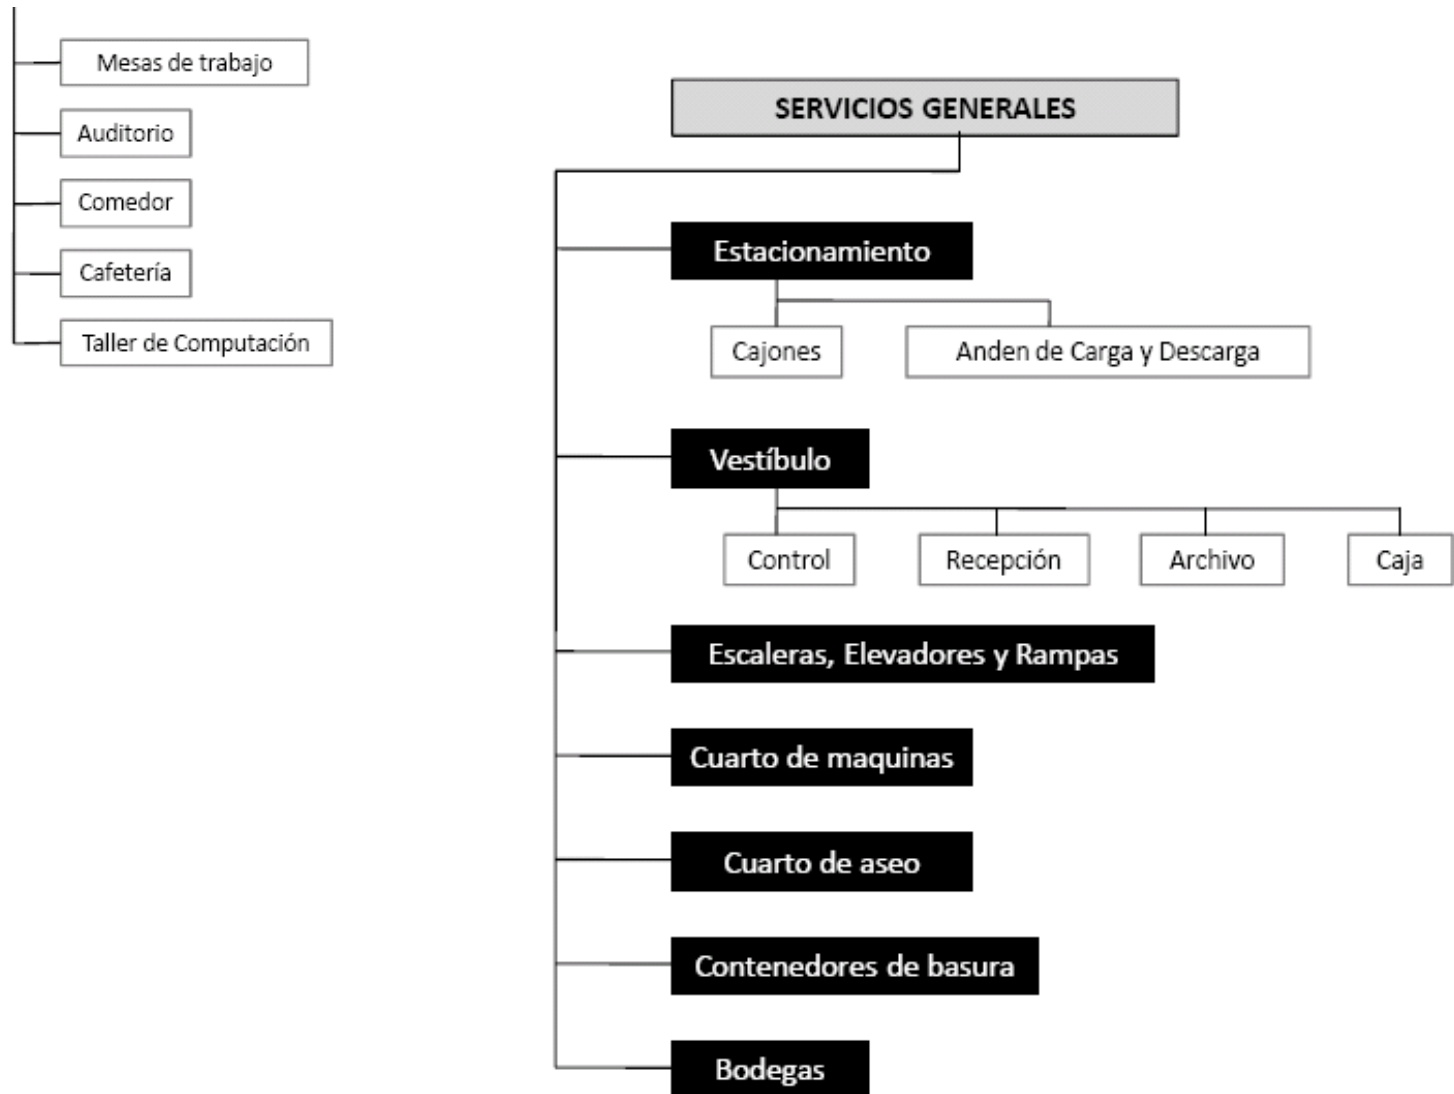 Mesas de trabajo
Auditorio
Comedor
Cafetería
Taller de Computación
SERVICIOS GENERALES
Estacionamiento
Cajones
Anden de Carga y Descarga
Vestíbulo
Control
Recepción
Archivo
Caja
Escaleras, Elevadores y Rampas
Cuarto de maquinas
Cuarto de aseo
Contenedores de basura
Bodegas